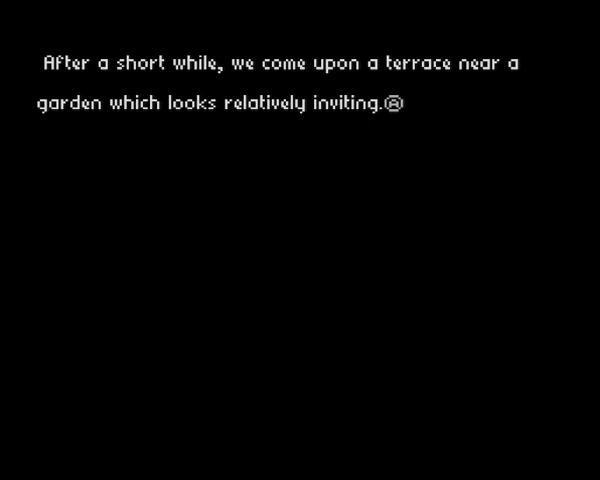 After a short while, we come upon a terrace near a
garden which looks relatively inviting.Ⓐ